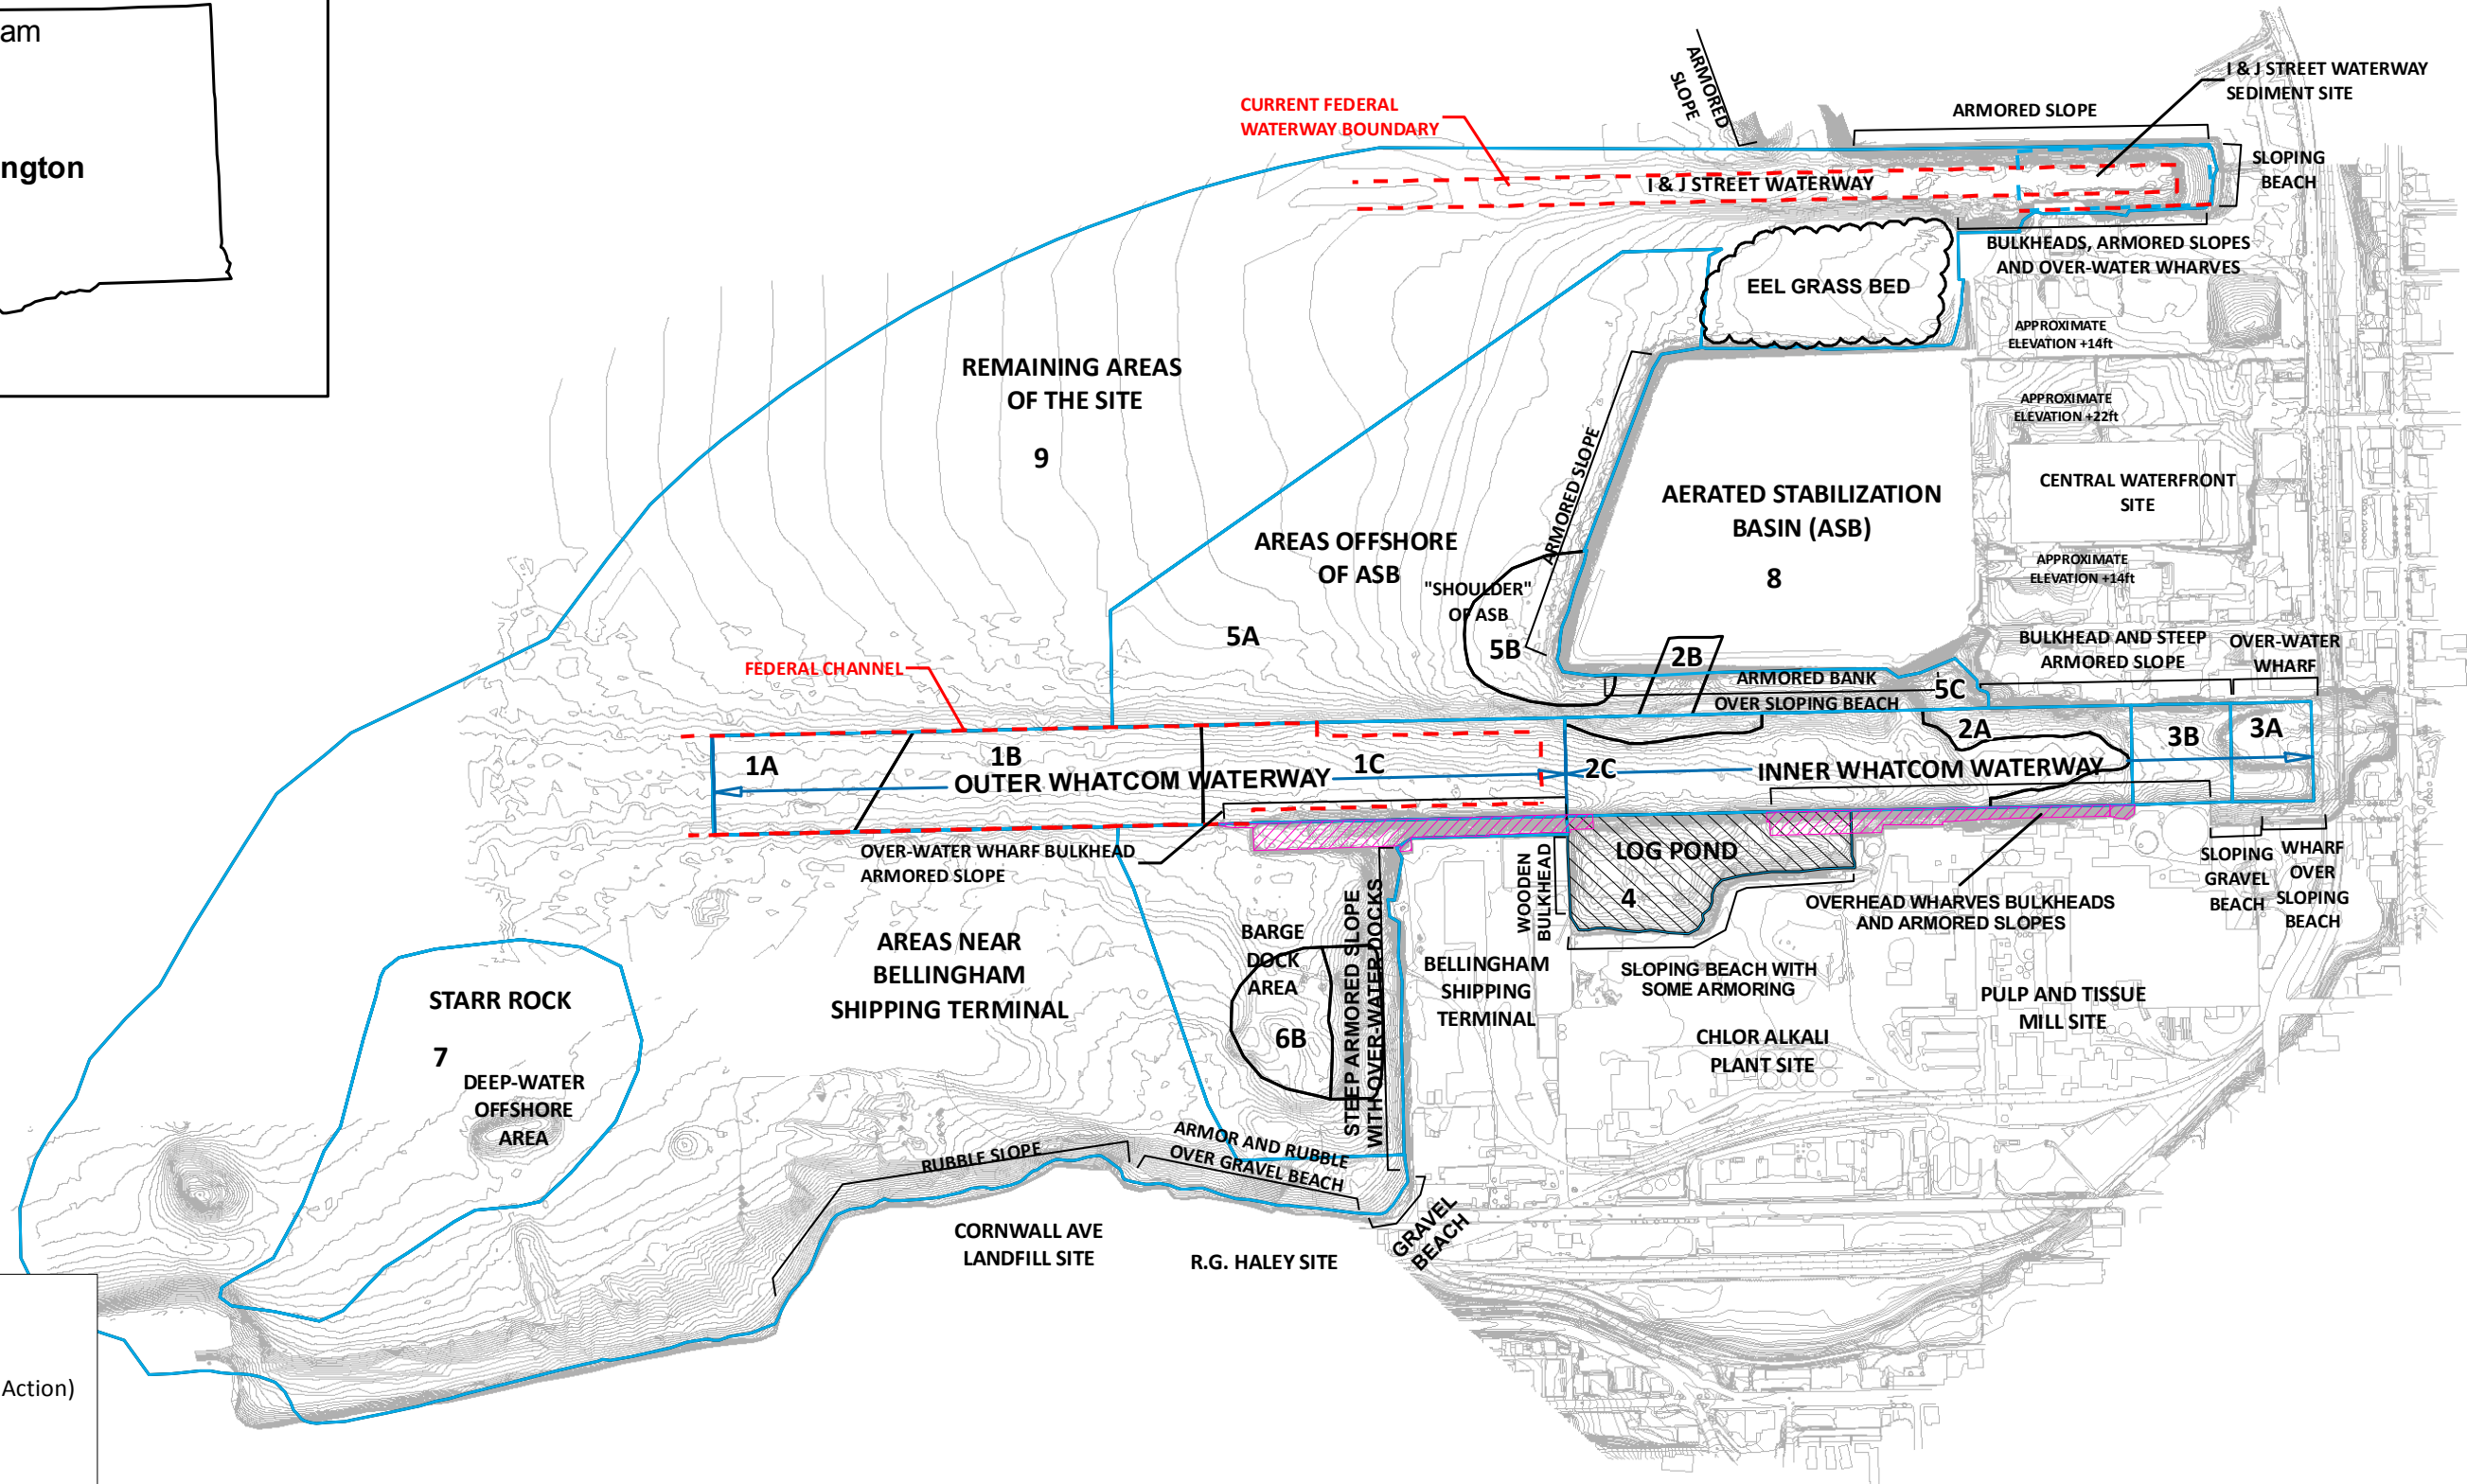 am
ngton
ARMORED
SLOPE
I & J STREET WATERWAY
SEDIMENT SITE
CURRENT FEDERAL
WATERWAY BOUNDARY
ARMORED SLOPE
SLOPING
BEACH
I & J STREET WATERWAY
BULKHEADS, ARMORED SLOPES
AND OVER-WATER WHARVES
EEL GRASS BED
APPROXIMATE
ELEVATION +14ft
REMAINING AREAS
OF THE SITE
9
APPROXIMATE
ELEVATION +22ft
ARMORED SLOPE
AERATED STABILIZATION
BASIN (ASB)
8
CENTRAL WATERFRONT
SITE
AREAS OFFSHORE
OF ASB
APPROXIMATE
ELEVATION +14ft
"SHOULDER"
OF ASB
5A
5B
2B
BULKHEAD AND STEEP
ARMORED SLOPE
OVER-WATER
WHARF
FEDERAL CHANNEL
ARMORED BANK
OVER SLOPING BEACH
5C
1A
1B
1C
2C
2A
3B
3A
OUTER WHATCOM WATERWAY
INNER WHATCOM WATERWAY
OVER-WATER WHARF BULKHEAD
ARMORED SLOPE
LOG POND
4
WOODEN
BULKHEAD
SLOPING
GRAVEL
BEACH
WHARF
OVER
SLOPING
BEACH
OVERHEAD WHARVES BULKHEADS
AND ARMORED SLOPES
AREAS NEAR
BELLINGHAM
SHIPPING TERMINAL
BARGE
DOCK
AREA
6B
STEEP ARMORED SLOPE
WITH OVER-WATER DOCKS
BELLINGHAM
SHIPPING
TERMINAL
SLOPING BEACH WITH
SOME ARMORING
PULP AND TISSUE
MILL SITE
CHLOR ALKALI
PLANT SITE
STARR ROCK
7
DEEP-WATER
OFFSHORE
AREA
RUBBLE SLOPE
ARMOR AND RUBBLE
OVER GRAVEL BEACH
GRAVEL
BEACH
CORNWALL AVE
LANDFILL SITE
R.G. HALEY SITE
Action)